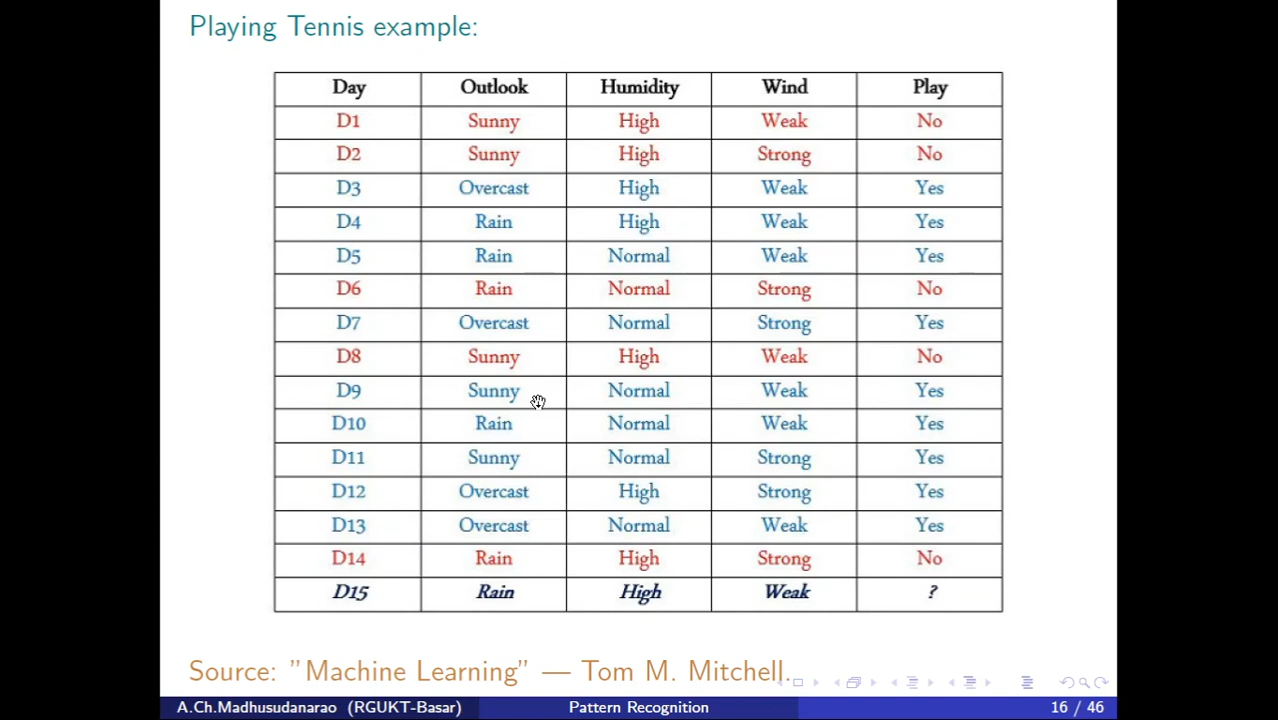 Playing Tennis example:
Day Outlook Humidity Wind Play
D1 Sunny High Weak No
D2 Sunny High Strong No
D3 Overcast High Weak Yes
D4 Rain High Weak Yes
D5 Rain Normal Weak Yes
D6 Rain Normal Strong No
D7 Overcast Normal Strong Yes
D8 Sunny High Weak No
D9 Sunny Normal Weak Yes
D10 Rain Normal Weak Yes
D11 Sunny Normal Strong Yes
D12 Overcast High Strong Yes
D13 Overcast Normal Weak Yes
D14 Rain High Strong No
D15 Rain High Weak ?
Source: ”Machine Learning” — Tom M. Mitchell.
A.Ch.Madhusudanarao (RGUKT-Basar) Pattern Recognition 16 / 46